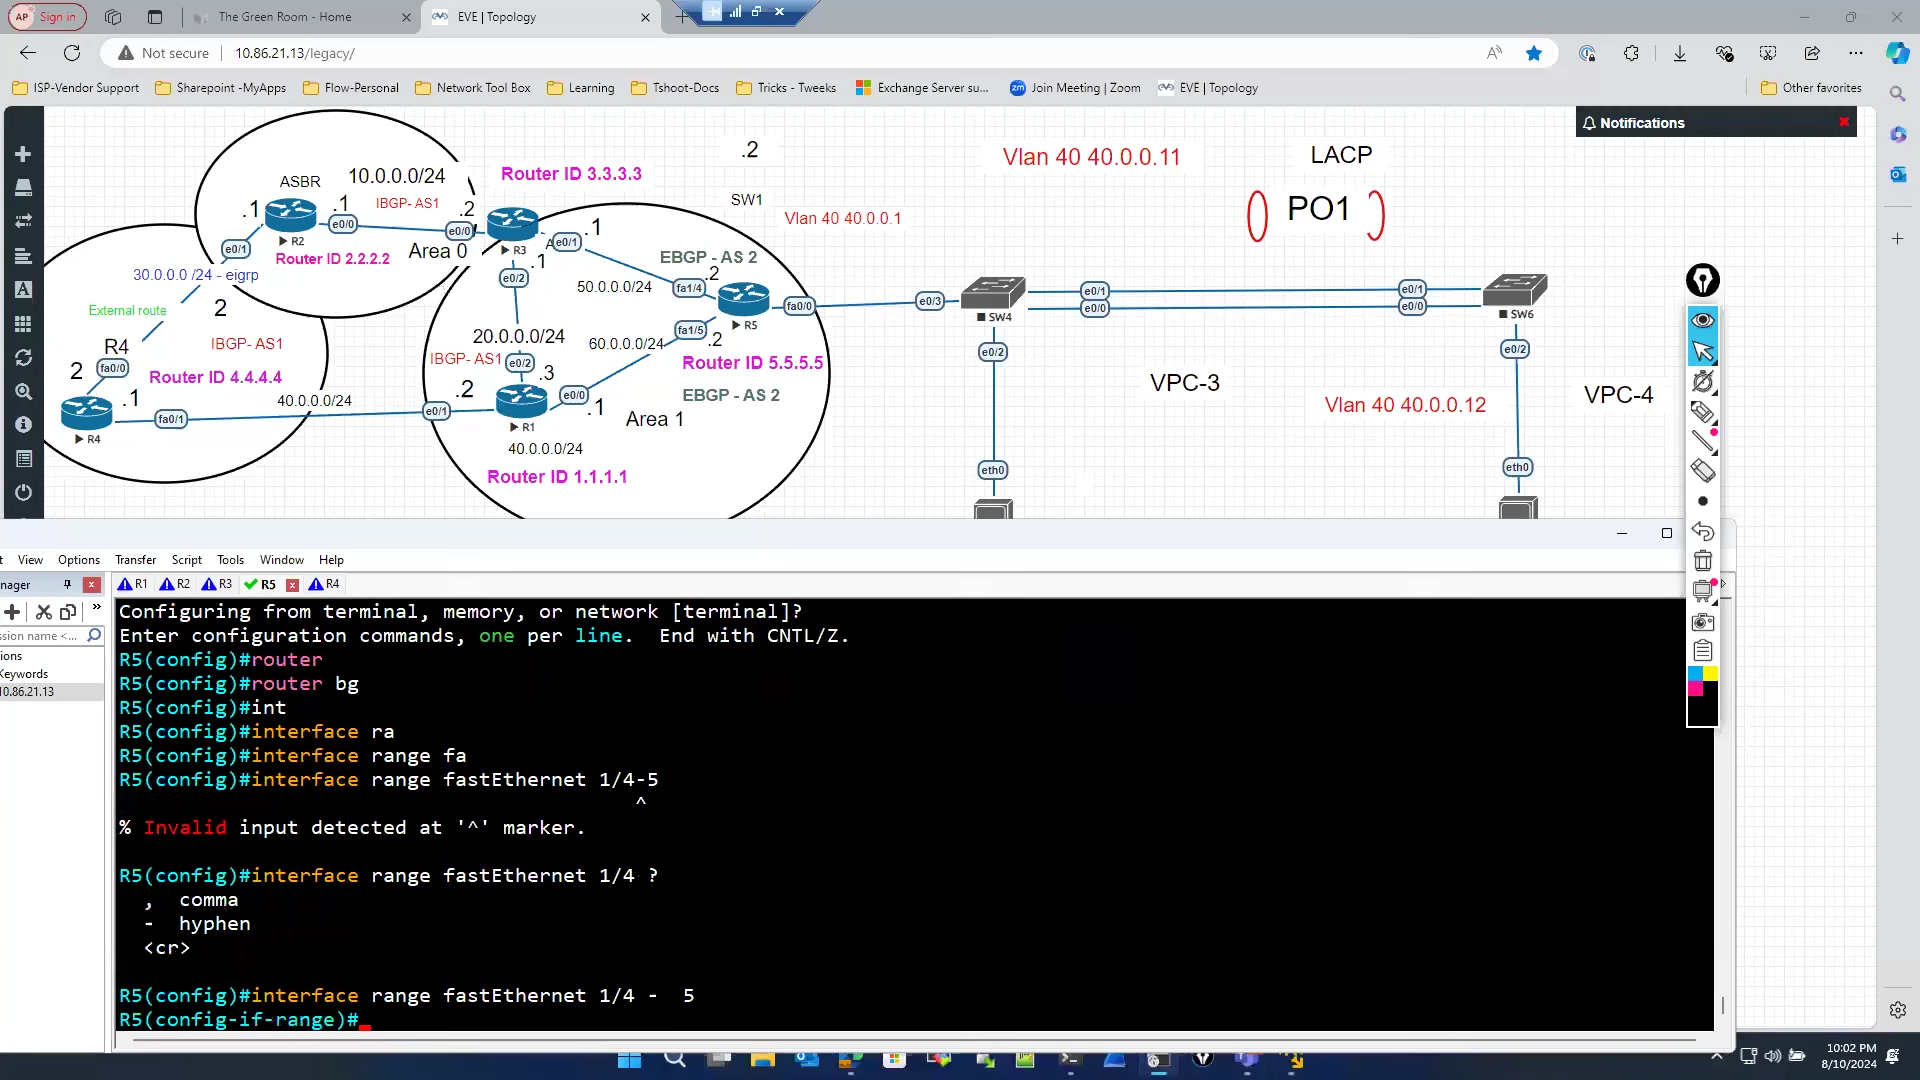 AP Sign in
The Green Room - Home
EVE | Topology
Not secure
10.86.21.13/legacy/
ISP-Vendor Support
Sharepoint -MyApps
Flow-Personal
Network Tool Box
Learning
Tshoot-Docs
Tricks - Tweeks
Exchange Server su...
Join Meeting | Zoom
EVE | Topology
Other favorites
Notifications
.2
Vlan 40 40.0.0.11
LACP
ASBR
10.0.0.0/24
Router ID 3.3.3.3
IBGP- AS1
SW1
Vlan 40 40.0.0.1
PO1
.1
.1
.2
e0/0
e0/0
R2
e0/1
Router ID 2.2.2.2
Area 0
R3
e0/1
.1
.1
EBGP - AS 2
30.0.0.0 /24 - eigrp
e0/2
50.0.0.0/24
.2
fa1/4
R5
fa0/0
e0/3
SW4
e0/1
e0/0
e0/1
e0/0
SW6
External route
2
20.0.0.0/24
fa1/5
.2
60.0.0.0/24
IBGP- AS1
R4
IBGP- AS1
e0/2
.3
Router ID 5.5.5.5
e0/2
e0/2
2
fa0/0
Router ID 4.4.4.4
.2
e0/0
EBGP - AS 2
VPC-3
VPC-4
.1
40.0.0.0/24
e0/1
.1
Area 1
Vlan 40 40.0.0.12
fa0/1
R4
R1
40.0.0.0/24
Router ID 1.1.1.1
eth0
eth0
View Options Transfer Script Tools Window Help
nager
R1 R2 R3 R5 R4
ssion name <...
ions
Keywords
10.86.21.13
Configuring from terminal, memory, or network [terminal]?
Enter configuration commands, one per line. End with CNTL/Z.
R5(config)#router
R5(config)#router bg
R5(config)#int
R5(config)#interface ra
R5(config)#interface range fa
R5(config)#interface range fastEthernet 1/4-5
^
% Invalid input detected at '^' marker.
R5(config)#interface range fastEthernet 1/4 ?
, comma
- hyphen
<cr>
R5(config)#interface range fastEthernet 1/4 - 5
R5(config-if-range)#
10:02 PM
8/10/2024